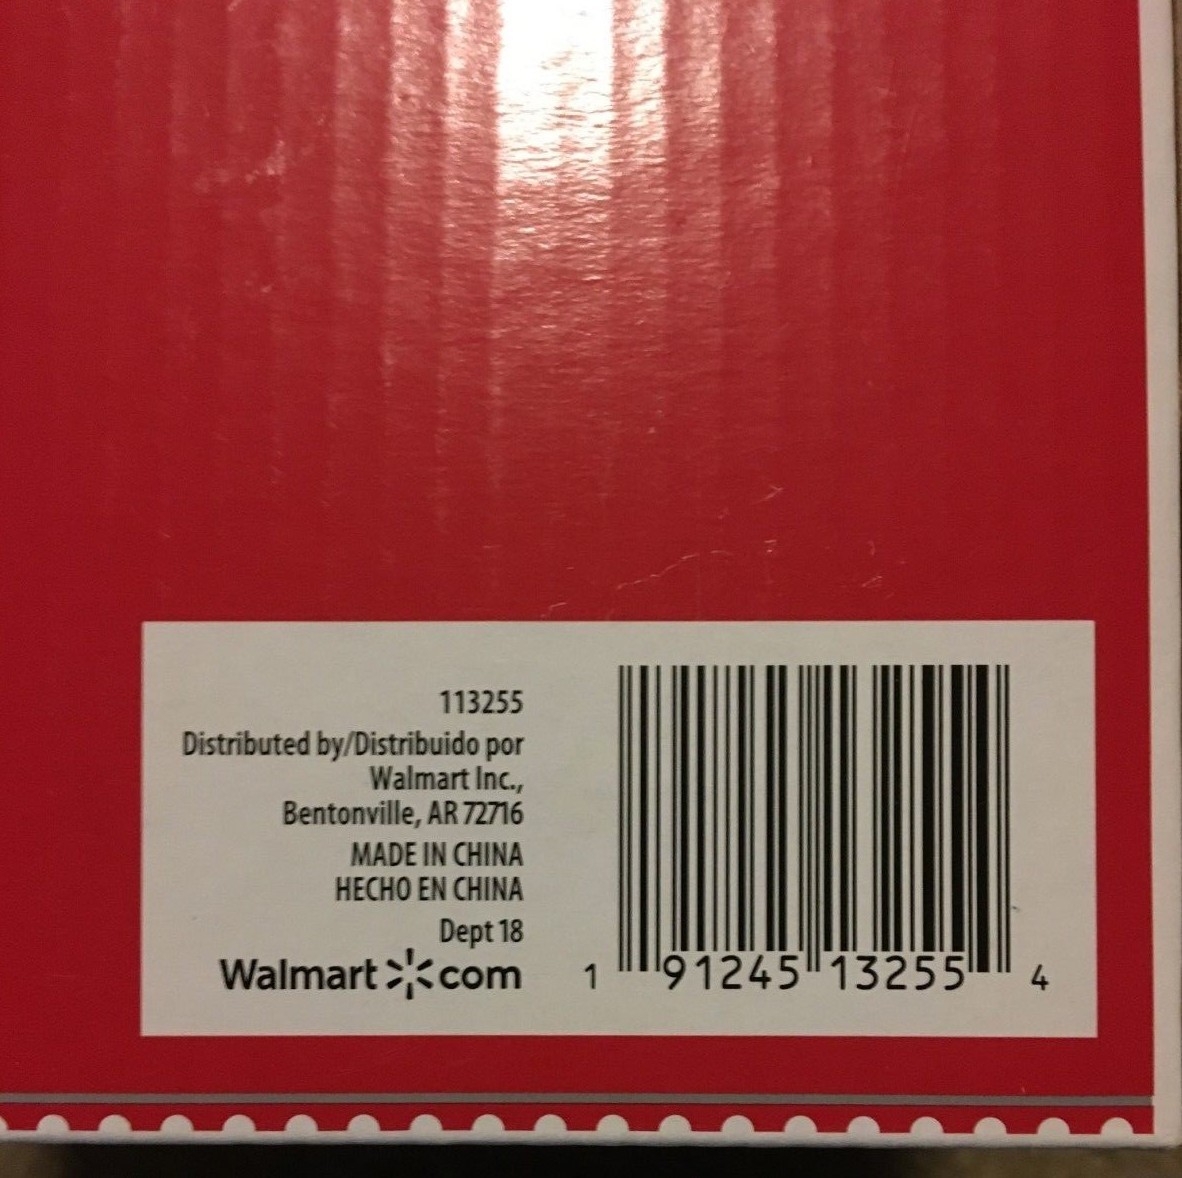 113255
Distributed by/Distribuido por
Walmart Inc.,
Bentonville, AR 72716
MADE IN CHINA
HECHO EN CHINA
Dept 18
Walmart com
1 91245 13255 4